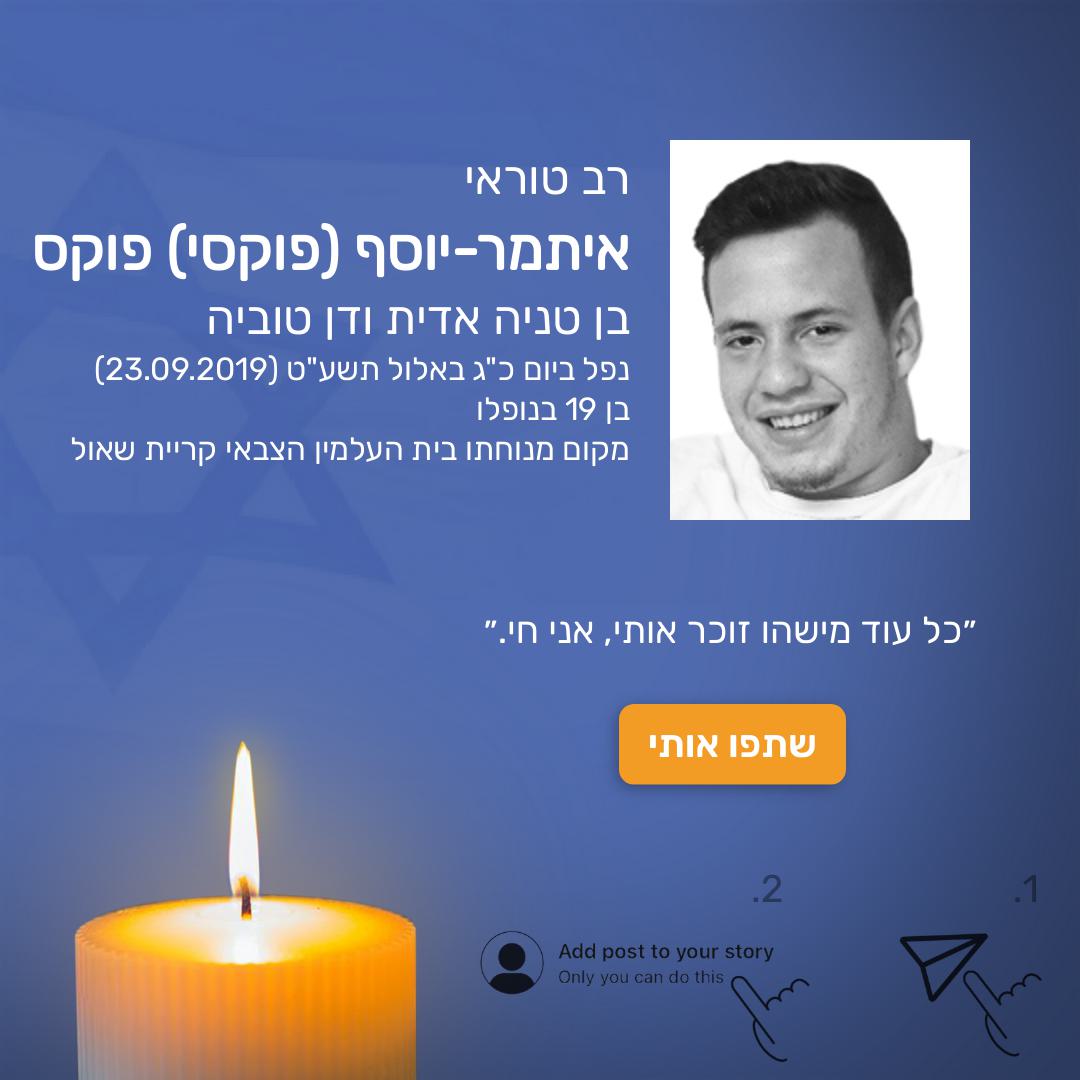 רב טוראי
איתמר-יוסף (פוקסי) פוקס
בן טניה אדית ודן טוביה
נפל ביום כ"ג באלול תשע"ט (23.09.2019)
בן 19 בנופלו
מקום מנוחתו בית העלמין הצבאי קריית שאול
״כל עוד מישהו זוכר אותי, אני חי.״
שתפו אותי
1.
2.
Add post to your story
Only you can do this